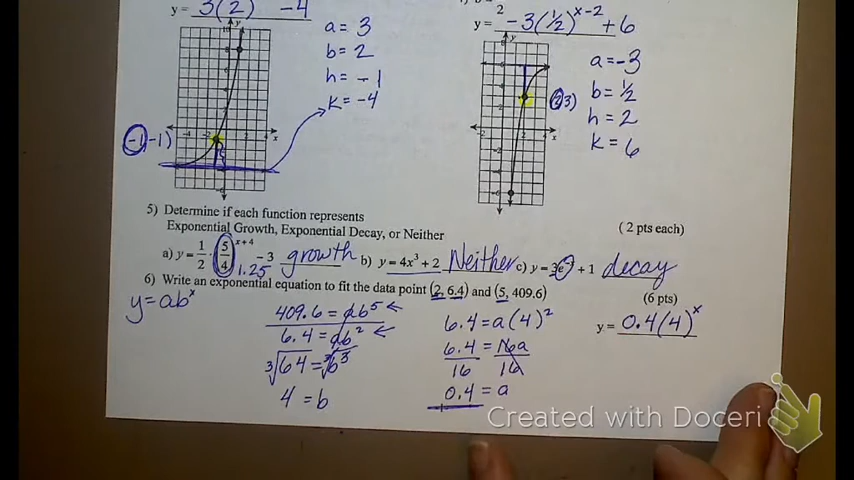 y = 3(2) -4
2
y = -3(1/2)^x-2 +6
a = 3
b = 2
h = -1
k = -4
a = -3
b = 1/2
h = 2
k = 6
(-1,-1)
(2,3)
5) Determine if each function represents ( 2 pts each)
Exponential Growth, Exponential Decay, or Neither
a) y = 1/2 · (5/4)^x+4 - 3 growth b) y = 4x³ + 2 Neither c) y = 3e + 1 decay
1.25
6) Write an exponential equation to fit the data point (2, 6.4) and (5, 409.6) (6 pts)
y = ab^x
409.6 = ab^5 ←
6.4 = ab² ←
³√64 = ³√b³
4 = b
6.4 = a(4)²
6.4 = 16a
16 16
0.4 = a
y = 0.4(4)^x
Created with Doceri